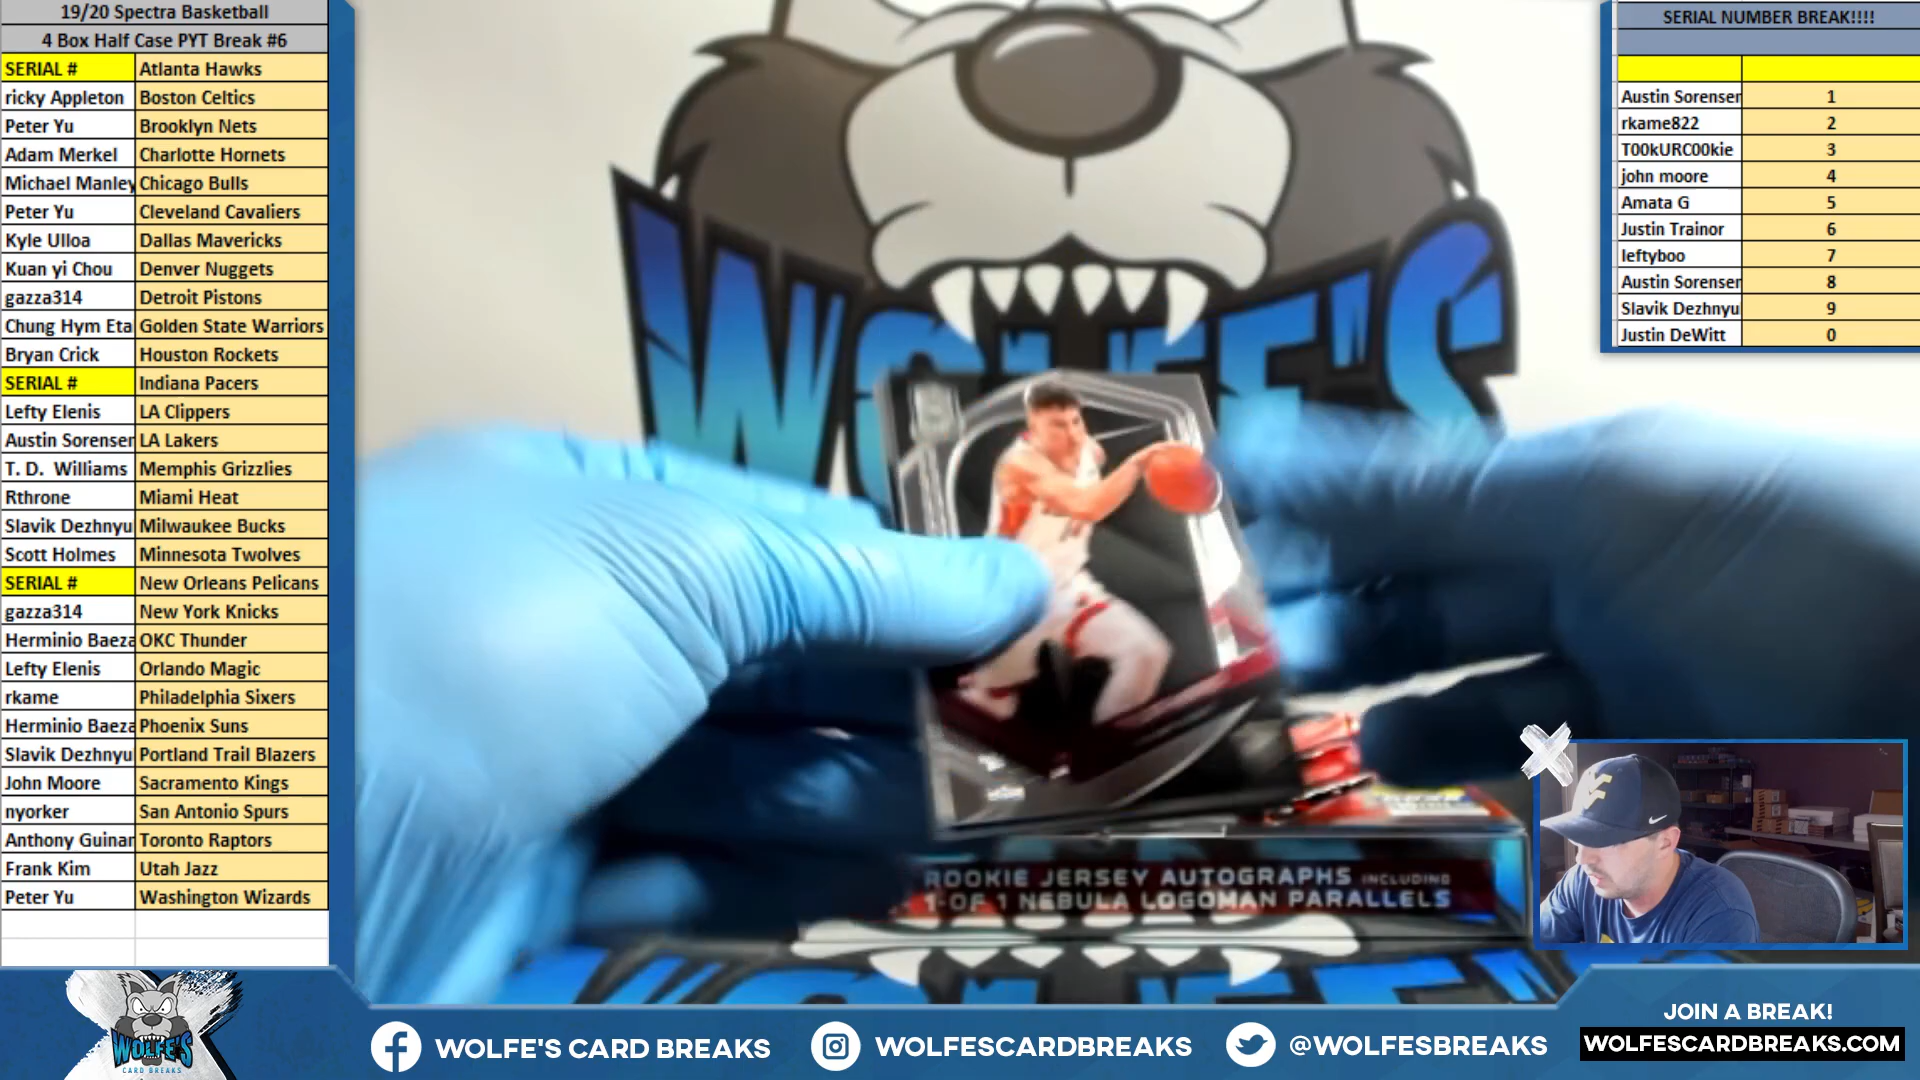 19/20 Spectra Basketball
4 Box Half Case PYT Break #6
SERIAL # Atlanta Hawks
ricky Appleton Boston Celtics
Peter Yu Brooklyn Nets
Adam Merkel Charlotte Hornets
Michael Manley Chicago Bulls
Peter Yu Cleveland Cavaliers
Kyle Ulloa Dallas Mavericks
Kuan yi Chou Denver Nuggets
gazza314 Detroit Pistons
Chung Hym Eta Golden State Warriors
Bryan Crick Houston Rockets
SERIAL # Indiana Pacers
Lefty Elenis LA Clippers
Austin Sorensen LA Lakers
T. D. Williams Memphis Grizzlies
Rthrone Miami Heat
Slavik Dezhnyu Milwaukee Bucks
Scott Holmes Minnesota Twolves
SERIAL # New Orleans Pelicans
gazza314 New York Knicks
Herminio Baeza OKC Thunder
Lefty Elenis Orlando Magic
rkame Philadelphia Sixers
Herminio Baeza Phoenix Suns
Slavik Dezhnyu Portland Trail Blazers
John Moore Sacramento Kings
nyorker San Antonio Spurs
Anthony Guinan Toronto Raptors
Frank Kim Utah Jazz
Peter Yu Washington Wizards
SERIAL NUMBER BREAK!!!!
Austin Sorensen 1
rkame822 2
T00kURC00kie 3
john moore 4
Amata G 5
Justin Trainor 6
leftyboo 7
Austin Sorensen 8
Slavik Dezhnyu 9
Justin DeWitt 0
WOLFE'S
ROOKIE JERSEY AUTOGRAPHS INCLUDING
1-OF 1 NEBULA LOGOMAN PARALLELS
WOLFE'S
CARD BREAKS
WOLFE'S CARD BREAKS
WOLFESCARDBREAKS
@WOLFESBREAKS
JOIN A BREAK!
WOLFESCARDBREAKS.COM